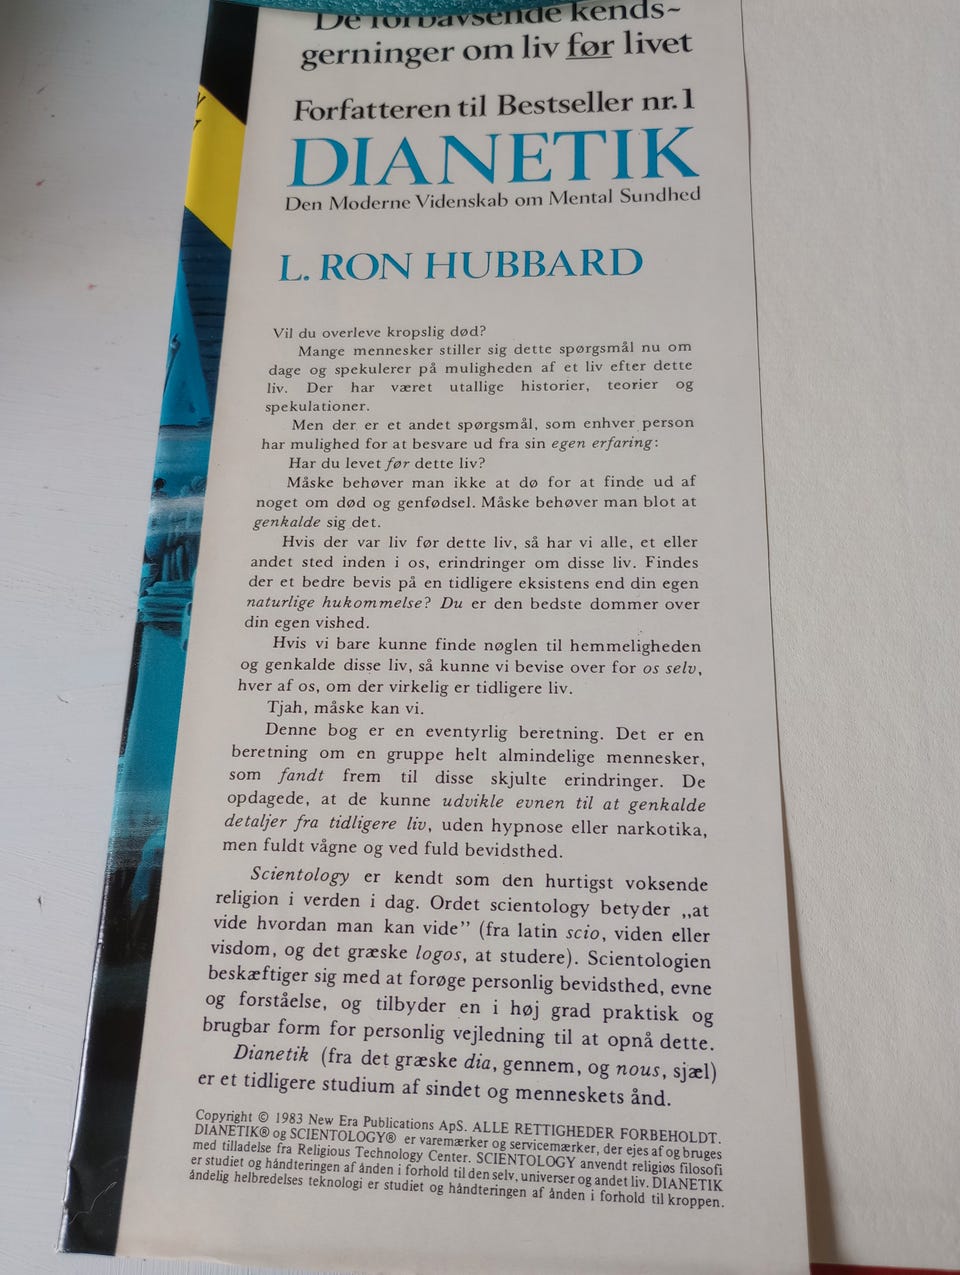 De forbavsende kends-
gerninger om liv før livet
Forfatteren til Bestseller nr. 1
DIANETIK
Den Moderne Videnskab om Mental Sundhed
L. RON HUBBARD
Vil du overleve kropslig død?
Mange mennesker stiller sig dette spørgsmål nu om
dage og spekulerer på muligheden af et liv efter dette
liv. Der har været utallige historier, teorier og
spekulationer.
Men der er et andet spørgsmål, som enhver person
har mulighed for at besvare ud fra sin egen erfaring:
Har du levet før dette liv?
Måske behøver man ikke at dø for at finde ud af
noget om død og genfødsel. Måske behøver man blot at
genkalde sig det.
Hvis der var liv før dette liv, så har vi alle, et eller
andet sted inden i os, erindringer om disse liv. Findes
der et bedre bevis på en tidligere eksistens end din egen
naturlige hukommelse? Du er den bedste dommer over
din egen vished.
Hvis vi bare kunne finde nøglen til hemmeligheden
og genkalde disse liv, så kunne vi bevise over for os selv,
hver af os, om der virkelig er tidligere liv.
Tjah, måske kan vi.
Denne bog er en eventyrlig beretning. Det er en
beretning om en gruppe helt almindelige mennesker,
som fandt frem til disse skjulte erindringer. De
opdagede, at de kunne udvikle evnen til at genkalde
detaljer fra tidligere liv, uden hypnose eller narkotika,
men fuldt vågne og ved fuld bevidsthed.
Scientology er kendt som den hurtigst voksende
religion i verden i dag. Ordet scientology betyder „at
vide hvordan man kan vide” (fra latin scio, viden eller
visdom, og det græske logos, at studere). Scientologien
beskæftiger sig med at forøge personlig bevidsthed, evne
og forståelse, og tilbyder en i høj grad praktisk og
brugbar form for personlig vejledning til at opnå dette.
Dianetik (fra det græske dia, gennem, og nous, sjæl)
er et tidligere studium af sindet og menneskets ånd.
Copyright © 1983 New Era Publications ApS. ALLE RETTIGHEDER FORBEHOLDT.
DIANETIK® og SCIENTOLOGY® er varemærker og servicemærker, der ejes af og bruges
med tilladelse fra Religious Technology Center. SCIENTOLOGY anvendt religiøs filosofi
er studiet og håndteringen af ånden i forhold til den selv, universer og andet liv. DIANETIK
åndelig helbredelses teknologi er studiet og håndteringen af ånden i forhold til kroppen.